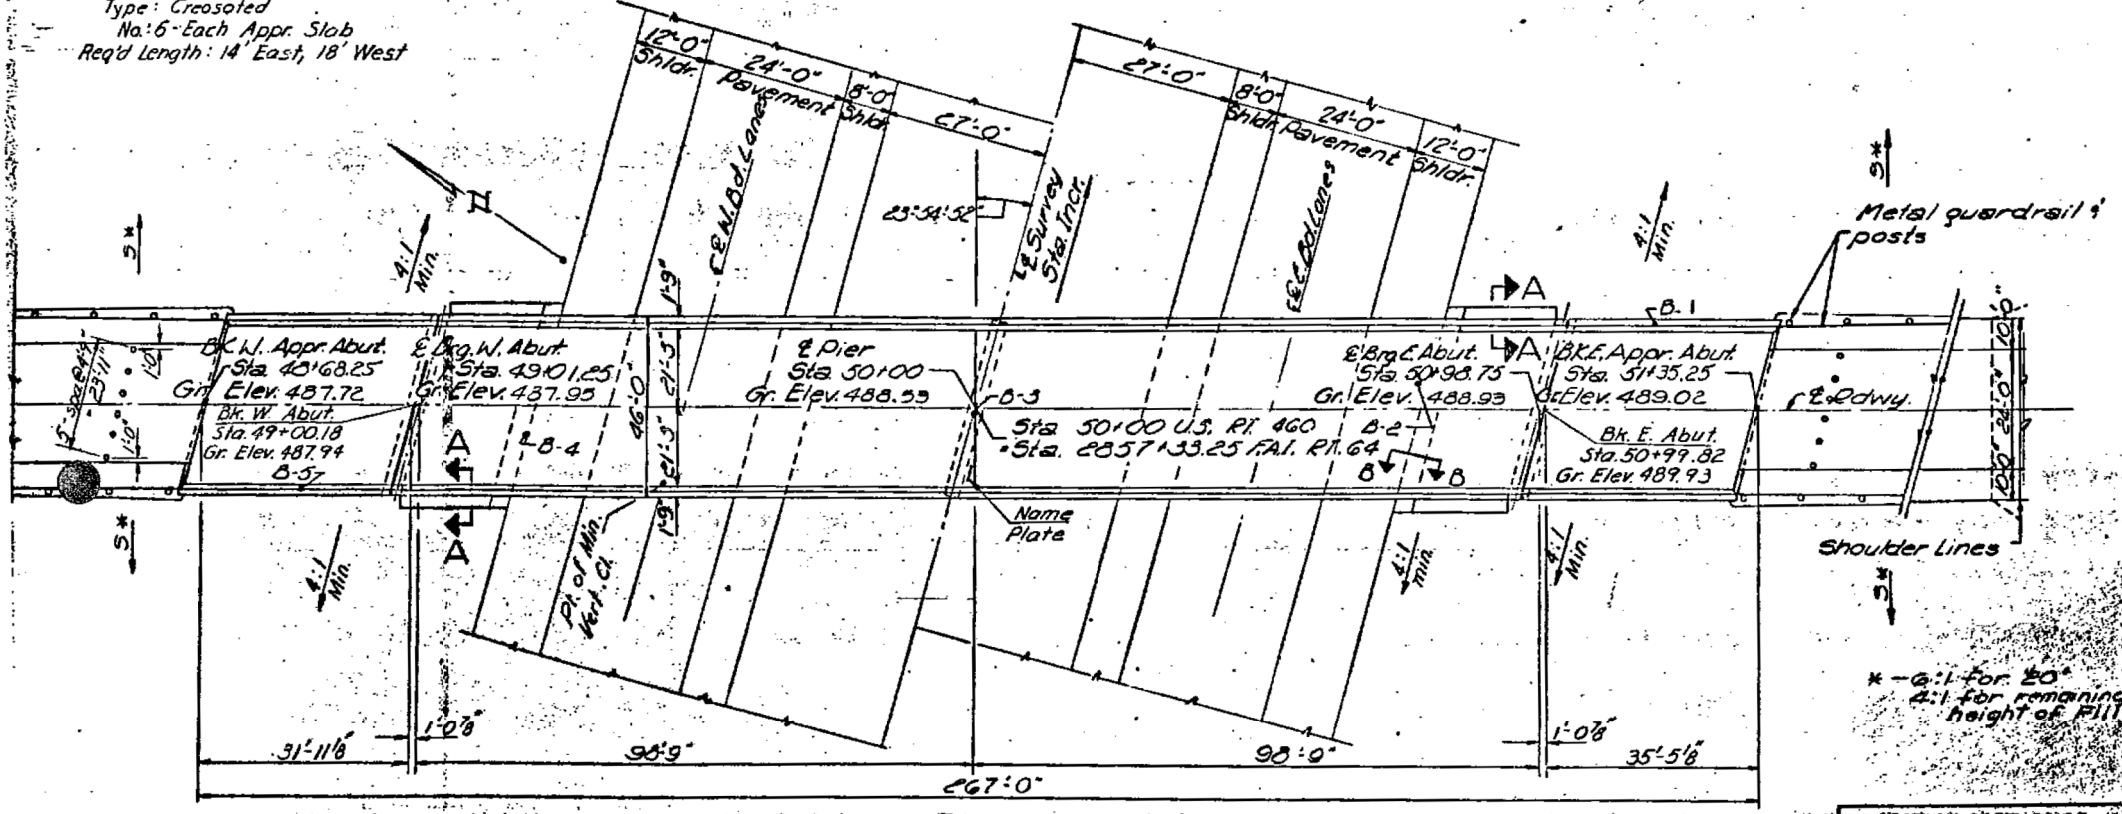 Type: Creosoted
No.: 6-Each Appr. Slab
Req'd Length: 14' East, 18' West
12'-0"
Shldr.
24'-0"
Pavement
8'-0"
Shldr.
27'-0"
27'-0"
8'-0"
Shldr.
24'-0"
Pavement
12'-0"
Shldr.
℄ W. Bd. Lanes
23°54'52"
℄ Survey
Sta. Incr.
℄ E. Bd. Lanes
S*
4:1
Min.
4:1
Min.
S*
Metal guardrail &
posts
1'-9"
A
B-1
BK. W. Appr. Abut.
Sta. 48+68.25
Gr. Elev. 487.72
℄ Brg. W. Abut.
Sta. 49+01.25
Gr. Elev. 487.95
℄ Pier
Sta. 50+00
Gr. Elev. 488.59
℄ Brg. E. Abut.
Sta. 50+98.75
Gr. Elev. 488.93
A
BK. E. Appr. Abut.
Sta. 51+35.25
Gr. Elev. 489.02
5 spaces @
= 23'-11"
1'-0"
1'-0"
Bk. W. Abut.
Sta. 49+00.18
Gr. Elev. 487.94
B-5
A
B-4
46'-0"
21'-3"
21'-3"
B-3
Sta. 50+00 U.S. RT. 460
Sta. 2857+33.25 F.A.I. RT. 64
B-2
B
B
Bk. E. Abut.
Sta. 50+99.82
Gr. Elev. 489.93
℄ Rdwy.
10'-0"
24'-0"
10'-0"
S*
4:1
Min.
A
1'-9"
Pt. of Min.
Vert. Cl.
Name
Plate
4:1
min.
4:1
Min.
Shoulder Lines
S*
* - 6:1 for 20'
4:1 for remaining
height of Fill
31'-11⅛"
1'-0⅞"
98'-9"
98'-9"
1'-0⅞"
35'-5⅛"
267'-0"